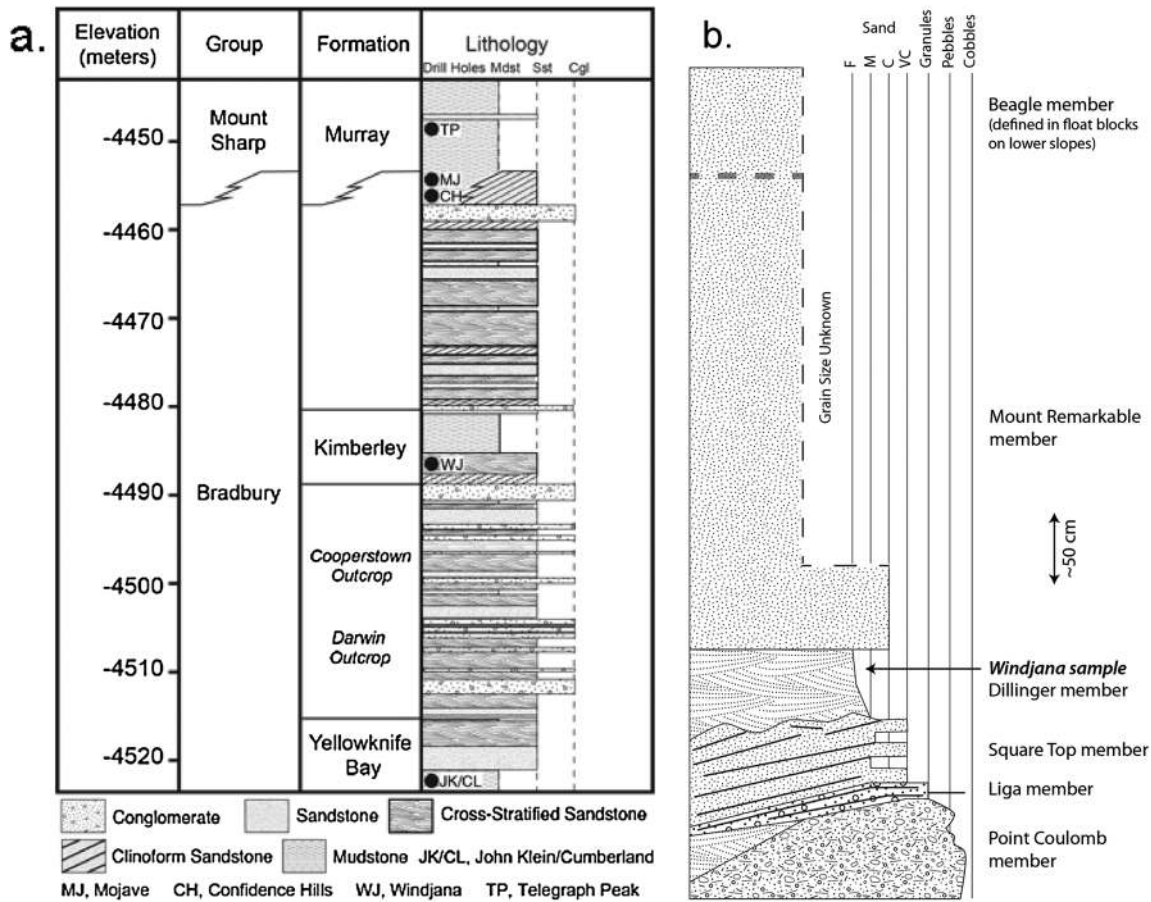 a.
Elevation
(meters)
Group
Formation
Lithology
Drill Holes Mdst Sst Cgl
-4450
-4460
-4470
-4480
-4490
-4500
-4510
-4520
Mount
Sharp
Bradbury
Murray
Kimberley
Cooperstown
Outcrop
Darwin
Outcrop
Yellowknife
Bay
TP
MJ
CH
WJ
JK/CL
Conglomerate
Sandstone
Cross-Stratified Sandstone
Clinoform Sandstone
Mudstone
JK/CL, John Klein/Cumberland
MJ, Mojave
CH, Confidence Hills
WJ, Windjana
TP, Telegraph Peak
b.
Sand
F
M
C
VC
Granules
Pebbles
Cobbles
Grain Size Unknown
Beagle member
(defined in float blocks
on lower slopes)
Mount Remarkable
member
~50 cm
Windjana sample
Dillinger member
Square Top member
Liga member
Point Coulomb
member